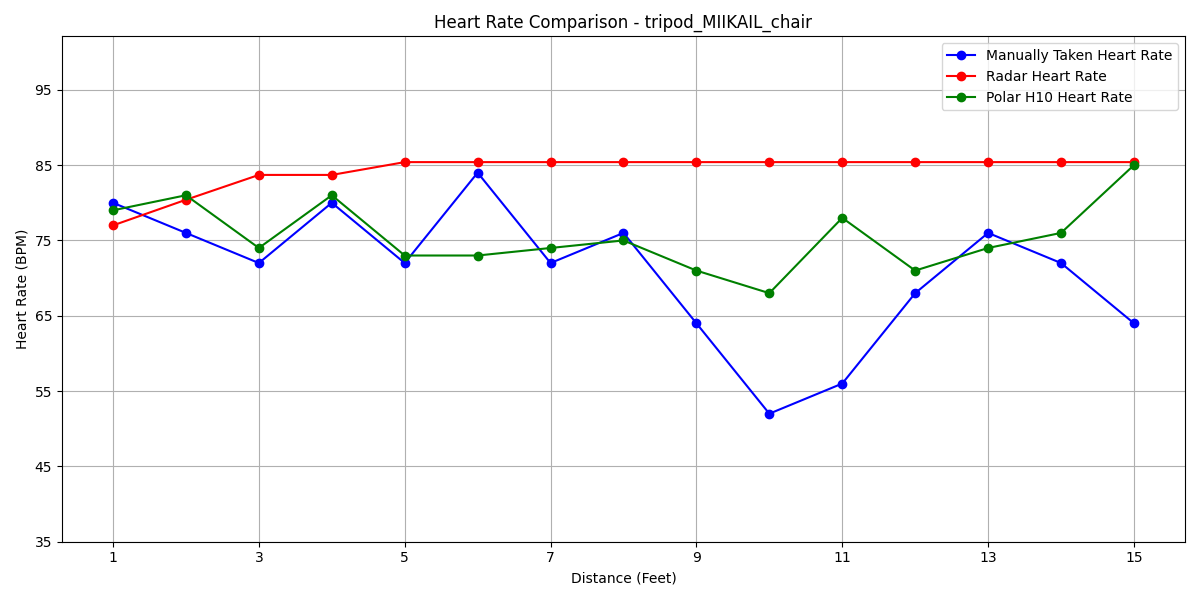 Heart Rate Comparison - tripod_MIIKAIL_chair
Manually Taken Heart Rate
Radar Heart Rate
Polar H10 Heart Rate
Heart Rate (BPM)
95
85
75
65
55
45
35
1 3 5 7 9 11 13 15
Distance (Feet)